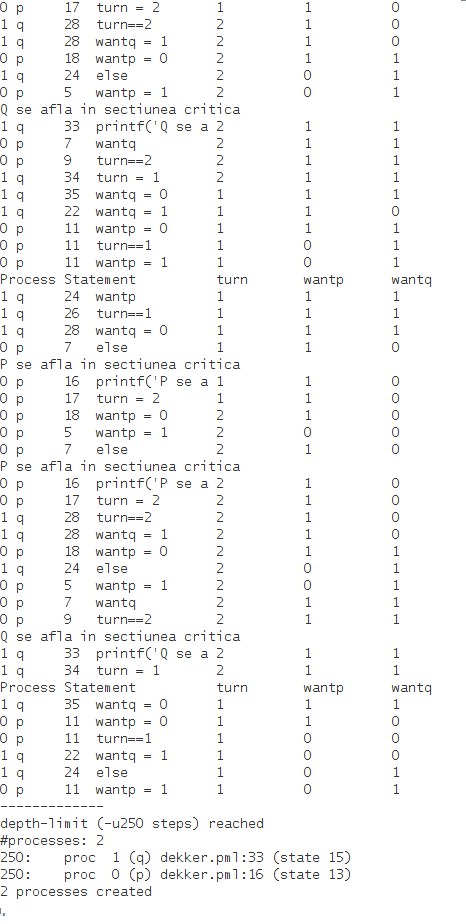 0 p 17 turn = 2 1 1 0
1 q 28 turn==2 2 1 0
1 q 28 wantq = 1 2 1 0
0 p 18 wantp = 0 2 1 1
1 q 24 else 2 0 1
0 p 5 wantp = 1 2 0 1
Q se afla in sectiunea critica
1 q 33 printf('Q se a 2 1 1
0 p 7 wantq 2 1 1
0 p 9 turn==2 2 1 1
1 q 34 turn = 1 2 1 1
1 q 35 wantq = 0 1 1 1
1 q 22 wantq = 1 1 1 0
0 p 11 wantp = 0 1 1 1
0 p 11 turn==1 1 0 1
0 p 11 wantp = 1 1 0 1
Process Statement turn wantp wantq
1 q 24 wantp 1 1 1
1 q 26 turn==1 1 1 1
1 q 28 wantq = 0 1 1 1
0 p 7 else 1 1 0
P se afla in sectiunea critica
0 p 16 printf('P se a 1 1 0
0 p 17 turn = 2 1 1 0
0 p 18 wantp = 0 2 1 0
0 p 5 wantp = 1 2 0 0
0 p 7 else 2 1 0
P se afla in sectiunea critica
0 p 16 printf('P se a 2 1 0
0 p 17 turn = 2 2 1 0
1 q 28 turn==2 2 1 0
1 q 28 wantq = 1 2 1 0
0 p 18 wantp = 0 2 1 1
1 q 24 else 2 0 1
0 p 5 wantp = 1 2 0 1
0 p 7 wantq 2 1 1
0 p 9 turn==2 2 1 1
Q se afla in sectiunea critica
1 q 33 printf('Q se a 2 1 1
1 q 34 turn = 1 2 1 1
Process Statement turn wantp wantq
1 q 35 wantq = 0 1 1 1
0 p 11 wantp = 0 1 1 0
0 p 11 turn==1 1 0 0
1 q 22 wantq = 1 1 0 0
1 q 24 else 1 0 1
0 p 11 wantp = 1 1 0 1
-------------
depth-limit (-u250 steps) reached
#processes: 2
250: proc 1 (q) dekker.pml:33 (state 15)
250: proc 0 (p) dekker.pml:16 (state 13)
2 processes created